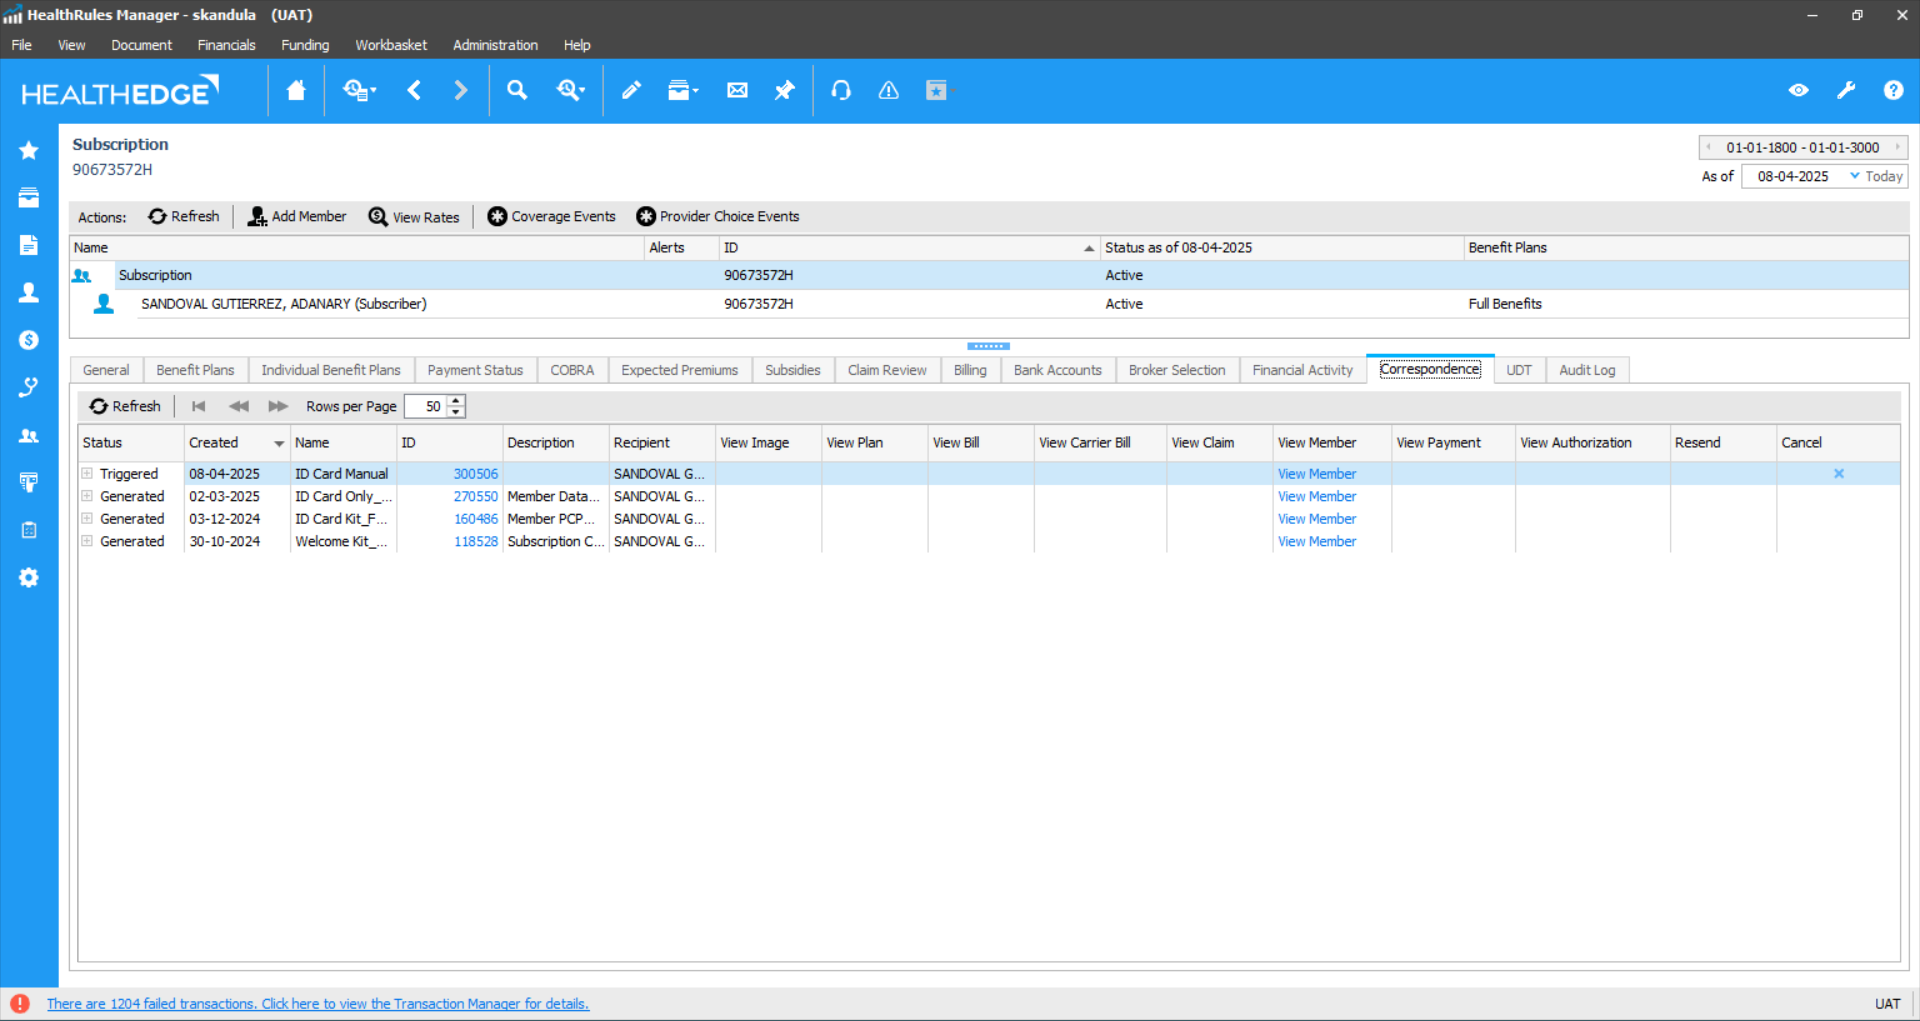 HealthRules Manager - skandula (UAT)
File View Document Financials Funding Workbasket Administration Help
HEALTHEDGE
Subscription
90673572H
01-01-1800 - 01-01-3000
As of 08-04-2025 Today
Actions: Refresh Add Member View Rates Coverage Events Provider Choice Events
Name Alerts ID Status as of 08-04-2025 Benefit Plans
Subscription 90673572H Active
SANDOVAL GUTIERREZ, ADANARY (Subscriber) 90673572H Active Full Benefits
General Benefit Plans Individual Benefit Plans Payment Status COBRA Expected Premiums Subsidies Claim Review Billing Bank Accounts Broker Selection Financial Activity Correspondence UDT Audit Log
Refresh Rows per Page 50
Status Created Name ID Description Recipient View Image View Plan View Bill View Carrier Bill View Claim View Member View Payment View Authorization Resend Cancel
Triggered 08-04-2025 ID Card Manual 300506 SANDOVAL G... View Member
Generated 02-03-2025 ID Card Only_... 270550 Member Data... SANDOVAL G... View Member
Generated 03-12-2024 ID Card Kit_F... 160486 Member PCP... SANDOVAL G... View Member
Generated 30-10-2024 Welcome Kit_... 118528 Subscription C... SANDOVAL G... View Member
There are 1204 failed transactions. Click here to view the Transaction Manager for details.
UAT